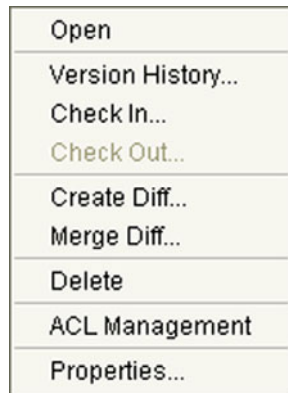 Open
Version History...
Check In...
Check Out...
Create Diff...
Merge Diff...
Delete
ACL Management
Properties...